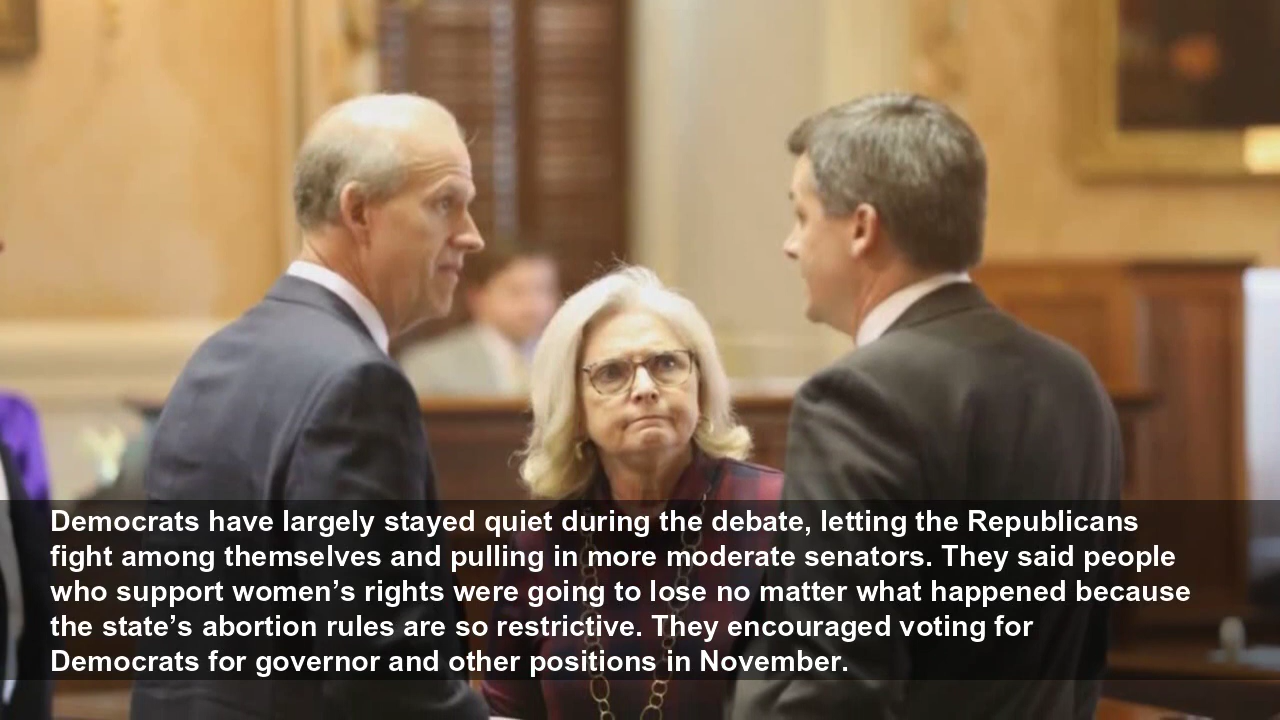 Democrats have largely stayed quiet during the debate, letting the Republicans
fight among themselves and pulling in more moderate senators. They said people
who support women’s rights were going to lose no matter what happened because
the state’s abortion rules are so restrictive. They encouraged voting for
Democrats for governor and other positions in November.